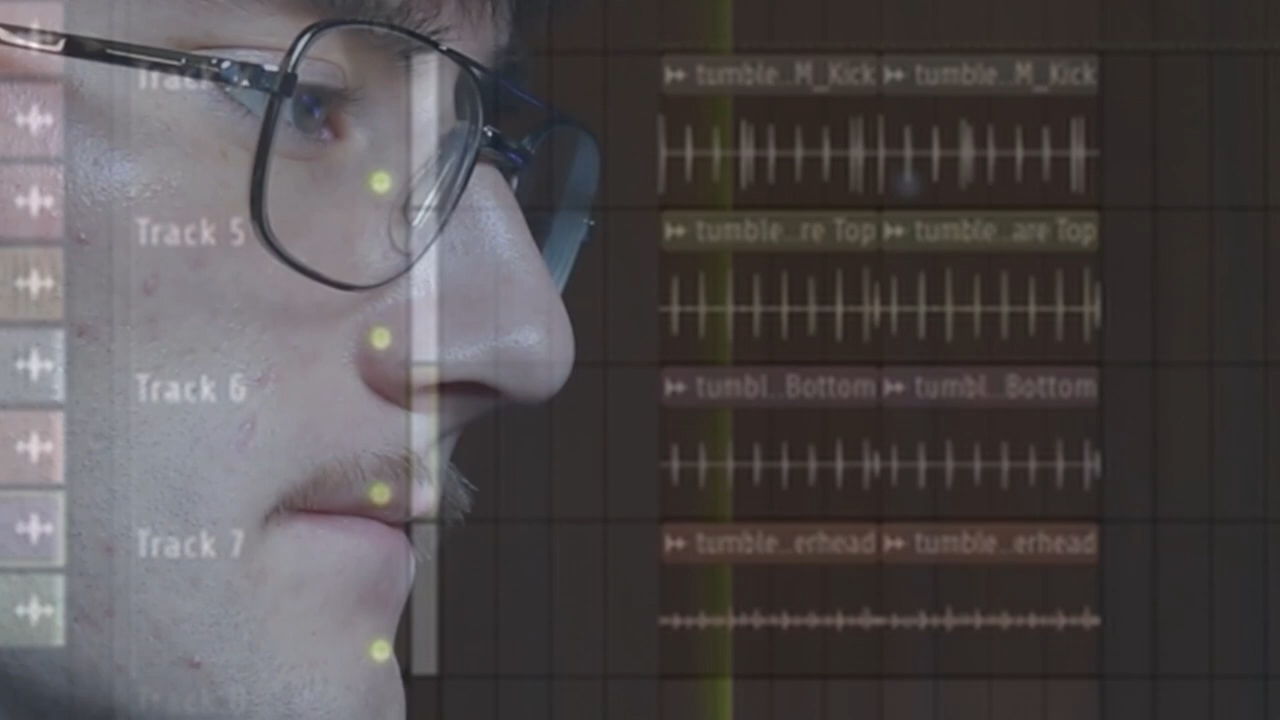 Track
tumble..M_Kick tumble..M_Kick
Track 5
tumble..re Top tumble..are Top
Track 6
tumbl..Bottom tumbl..Bottom
Track 7
tumble..erhead tumble..erhead